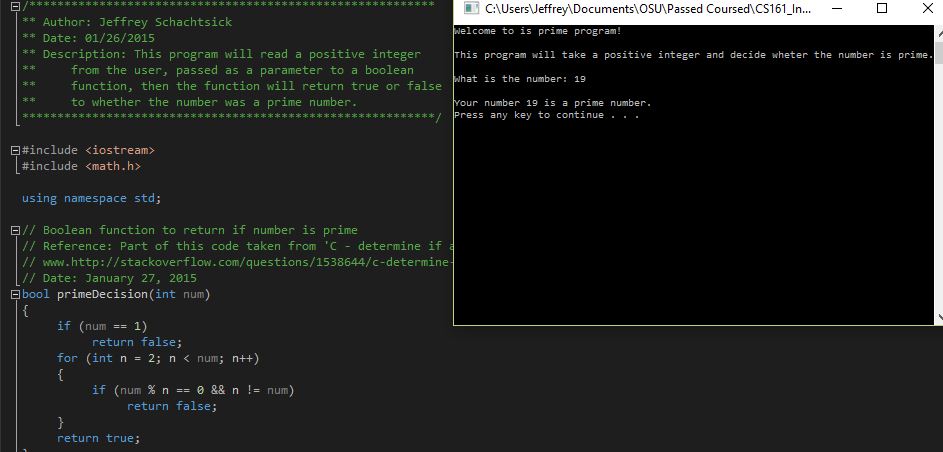 /***********************************************************
** Author: Jeffrey Schachtsick
** Date: 01/26/2015
** Description: This program will read a positive integer
** from the user, passed as a parameter to a boolean
** function, then the function will return true or false
** to whether the number was a prime number.
***********************************************************/
#include <iostream>
#include <math.h>
using namespace std;
// Boolean function to return if number is prime
// Reference: Part of this code taken from 'C - determine if a
// www.http://stackoverflow.com/questions/1538644/c-determine-
// Date: January 27, 2015
bool primeDecision(int num)
{
if (num == 1)
return false;
for (int n = 2; n < num; n++)
{
if (num % n == 0 && n != num)
return false;
}
return true;
C:\Users\Jeffrey\Documents\OSU\Passed Coursed\CS161_In...
Welcome to is prime program!
This program will take a positive integer and decide wheter the number is prime.
What is the number: 19
Your number 19 is a prime number.
Press any key to continue . . .